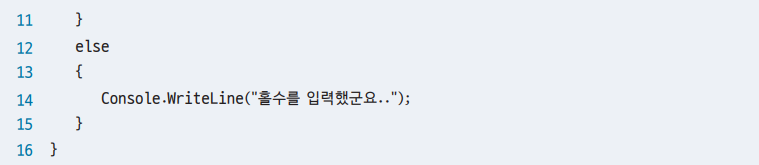 11 }
12 else
13 {
14 Console.WriteLine("홀수를 입력했군요..");
15 }
16 }